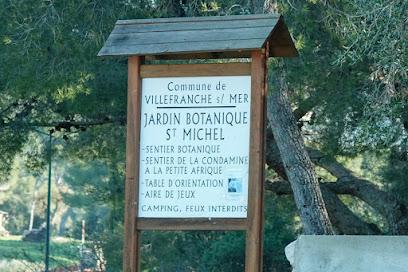 Commune de
VILLEFRANCHE s/ MER
JARDIN BOTANIQUE
ST MICHEL
-SENTIER BOTANIQUE
-SENTIER DE LA CONDAMINE
A LA PETITE AFRIQUE
-TABLE D'ORIENTATION
-AIRE DE JEUX
CAMPING, FEUX INTERDITS